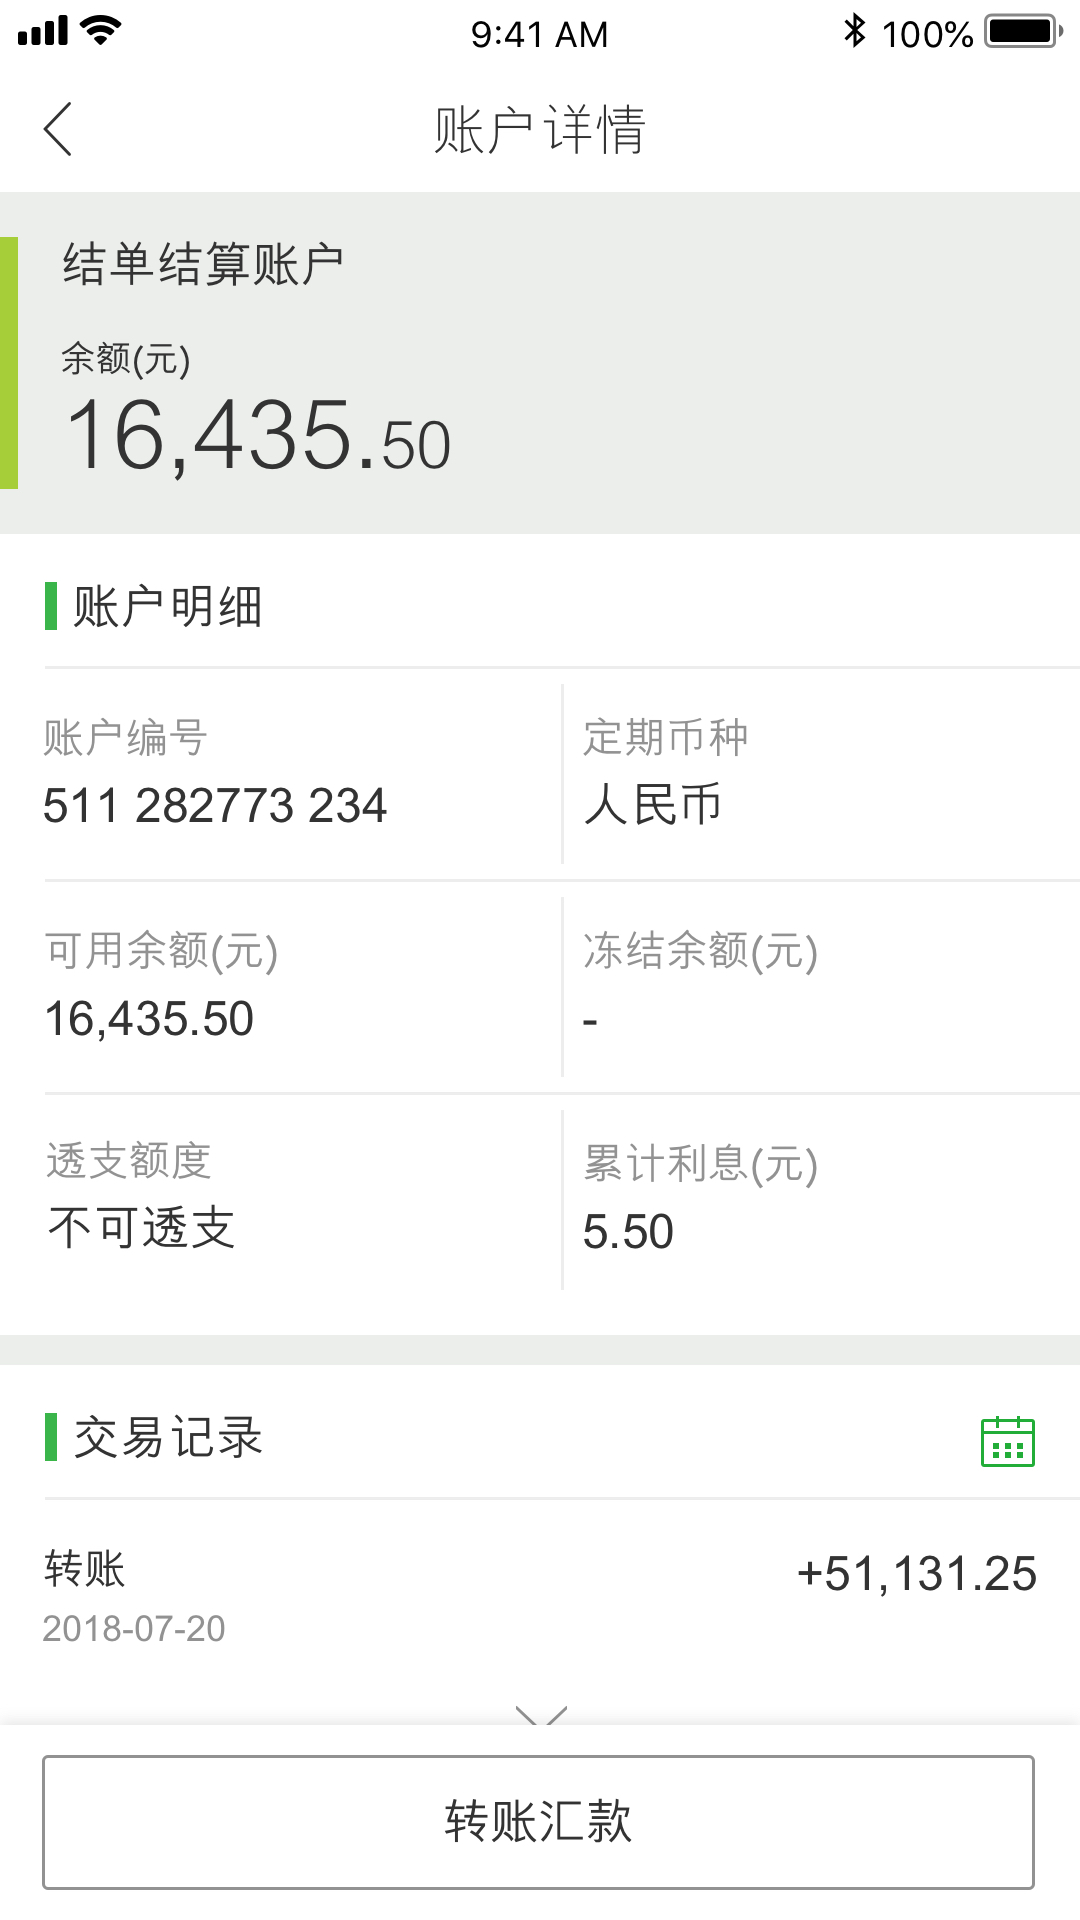 9:41 AM 100%
账户详情
结单结算账户
余额(元)
16,435.50
账户明细
账户编号 定期币种
511 282773 234 人民币
可用余额(元) 冻结余额(元)
16,435.50 -
透支额度 累计利息(元)
不可透支 5.50
交易记录
转账 +51,131.25
2018-07-20
转账汇款